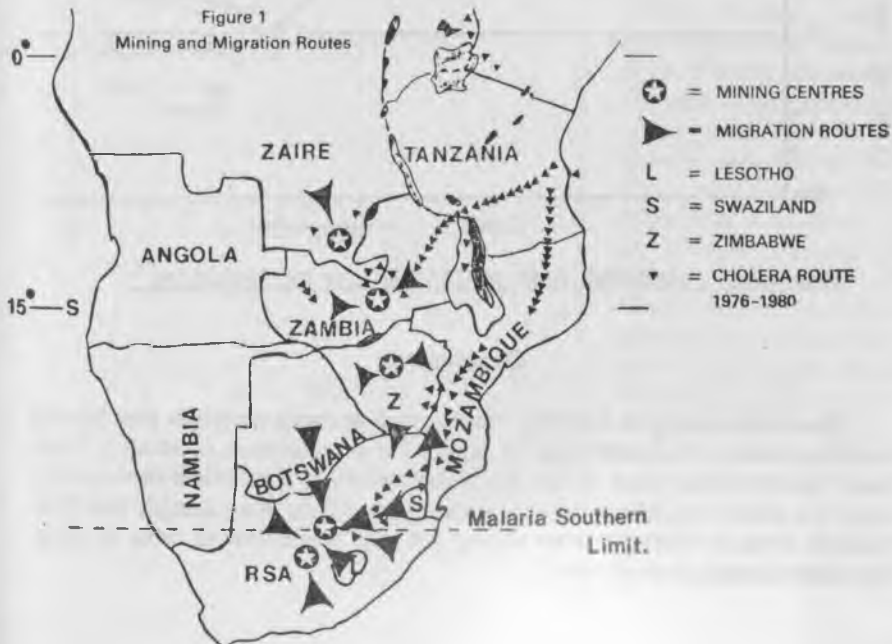 Figure 1
Mining and Migration Routes
0°
ZAIRE
TANZANIA
ANGOLA
15° S
ZAMBIA
Z
MOZAMBIQUE
NAMIBIA
BOTSWANA
S
RSA
Malaria Southern
Limit.
= MINING CENTRES
= MIGRATION ROUTES
L = LESOTHO
S = SWAZILAND
Z = ZIMBABWE
= CHOLERA ROUTE
1976-1980